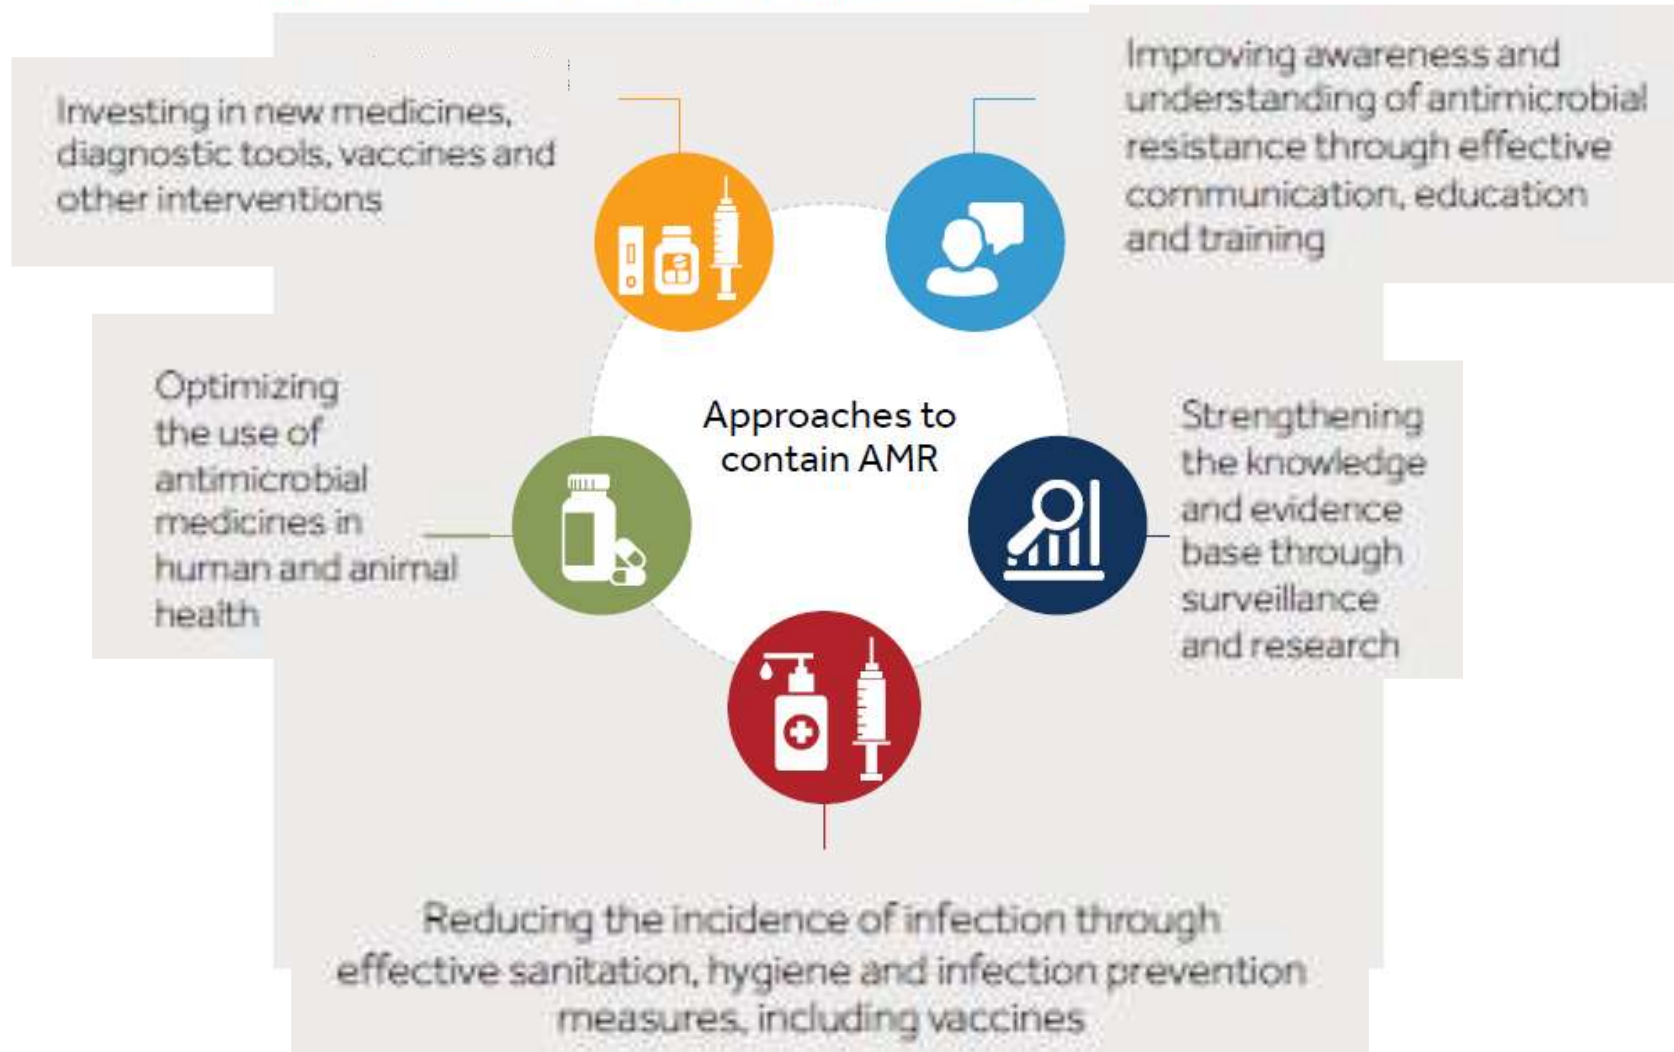 Investing in new medicines,
diagnostic tools, vaccines and
other interventions
Improving awareness and
understanding of antimicrobial
resistance through effective
communication, education
and training
Optimizing
the use of
antimicrobial
medicines in
human and animal
health
Approaches to
contain AMR
Strengthening
the knowledge
and evidence
base through
surveillance
and research
Reducing the incidence of infection through
effective sanitation, hygiene and infection prevention
measures, including vaccines